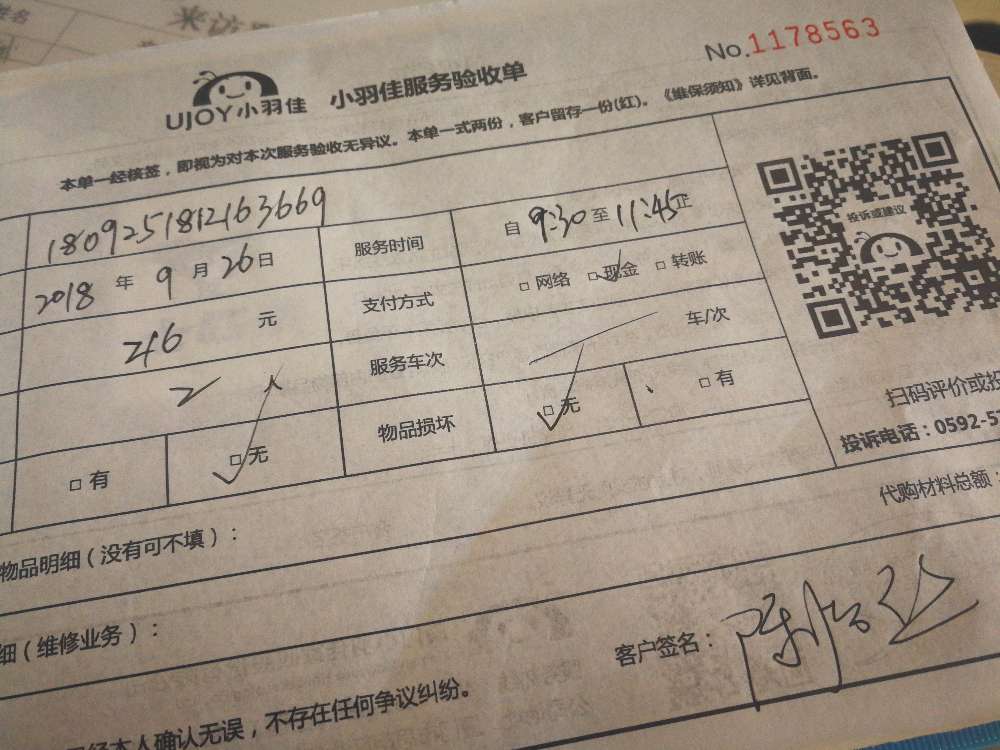 姓名
来访
No.1178563
UJOY小羽佳 小羽佳服务验收单
本单一经核签，即视为对本次服务验收无异议。本单一式两份，客户留存一份(红)。《维保须知》详见背面。
1809251812163669
2018 年 9 月 26 日 服务时间 自 9:30 至 11:45 止
元 支付方式 □ 网络 □ 现金 □ 转账
2 人 服务车次 车/次
□ 有 □ 无 物品损坏 □ 无 □ 有
投诉或建议
扫码评价或投
投诉电话：0592-5
物品明细（没有可不填）： 代购材料总额：
细（维修业务）：
客户签名：
经本人确认无误，不存在任何争议纠纷。